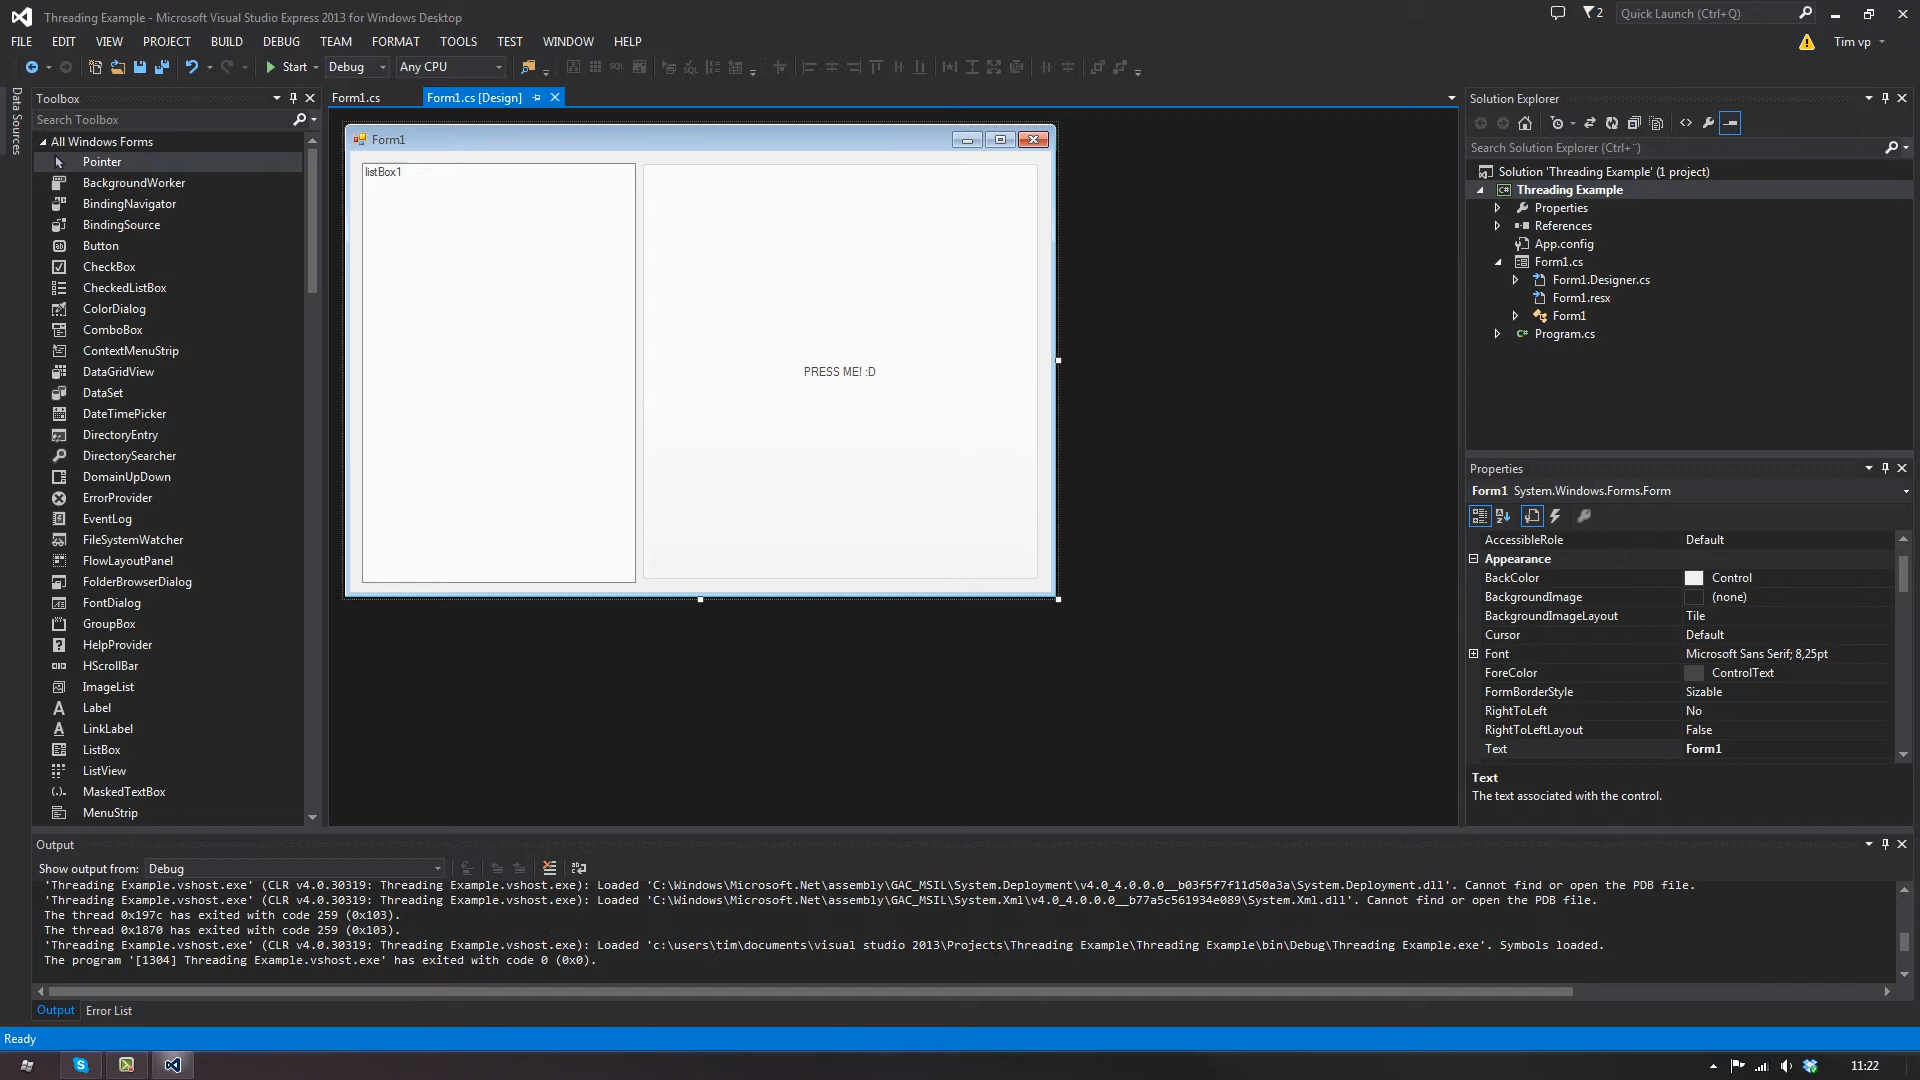 Threading Example - Microsoft Visual Studio Express 2013 for Windows Desktop
2
Quick Launch (Ctrl+Q)
FILE EDIT VIEW PROJECT BUILD DEBUG TEAM FORMAT TOOLS TEST WINDOW HELP
Tim vp
Start Debug Any CPU
Data Sources
Toolbox
Search Toolbox
All Windows Forms
Pointer
BackgroundWorker
BindingNavigator
BindingSource
Button
CheckBox
CheckedListBox
ColorDialog
ComboBox
ContextMenuStrip
DataGridView
DataSet
DateTimePicker
DirectoryEntry
DirectorySearcher
DomainUpDown
ErrorProvider
EventLog
FileSystemWatcher
FlowLayoutPanel
FolderBrowserDialog
FontDialog
GroupBox
HelpProvider
HScrollBar
ImageList
Label
LinkLabel
ListBox
ListView
MaskedTextBox
MenuStrip
Form1.cs
Form1.cs [Design]
Form1
listBox1
PRESS ME! :D
Solution Explorer
Search Solution Explorer (Ctrl+¨)
Solution 'Threading Example' (1 project)
Threading Example
Properties
References
App.config
Form1.cs
Form1.Designer.cs
Form1.resx
Form1
Program.cs
Properties
Form1 System.Windows.Forms.Form
AccessibleRole Default
Appearance
BackColor Control
BackgroundImage (none)
BackgroundImageLayout Tile
Cursor Default
Font Microsoft Sans Serif; 8,25pt
ForeColor ControlText
FormBorderStyle Sizable
RightToLeft No
RightToLeftLayout False
Text Form1
Text
The text associated with the control.
Output
Show output from: Debug
'Threading Example.vshost.exe' (CLR v4.0.30319: Threading Example.vshost.exe): Loaded 'C:\Windows\Microsoft.Net\assembly\GAC_MSIL\System.Deployment\v4.0_4.0.0.0__b03f5f7f11d50a3a\System.Deployment.dll'. Cannot find or open the PDB file.
'Threading Example.vshost.exe' (CLR v4.0.30319: Threading Example.vshost.exe): Loaded 'C:\Windows\Microsoft.Net\assembly\GAC_MSIL\System.Xml\v4.0_4.0.0.0__b77a5c561934e089\System.Xml.dll'. Cannot find or open the PDB file.
The thread 0x197c has exited with code 259 (0x103).
The thread 0x1870 has exited with code 259 (0x103).
'Threading Example.vshost.exe' (CLR v4.0.30319: Threading Example.vshost.exe): Loaded 'c:\users\tim\documents\visual studio 2013\Projects\Threading Example\Threading Example\bin\Debug\Threading Example.exe'. Symbols loaded.
The program '[1304] Threading Example.vshost.exe' has exited with code 0 (0x0).
Output Error List
Ready
11:22